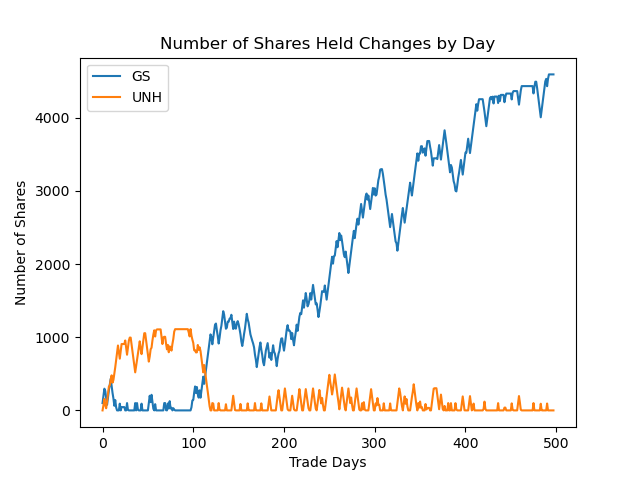 Number of Shares Held Changes by Day
GS
UNH
4000
3000
2000
1000
0
Number of Shares
0 100 200 300 400 500
Trade Days